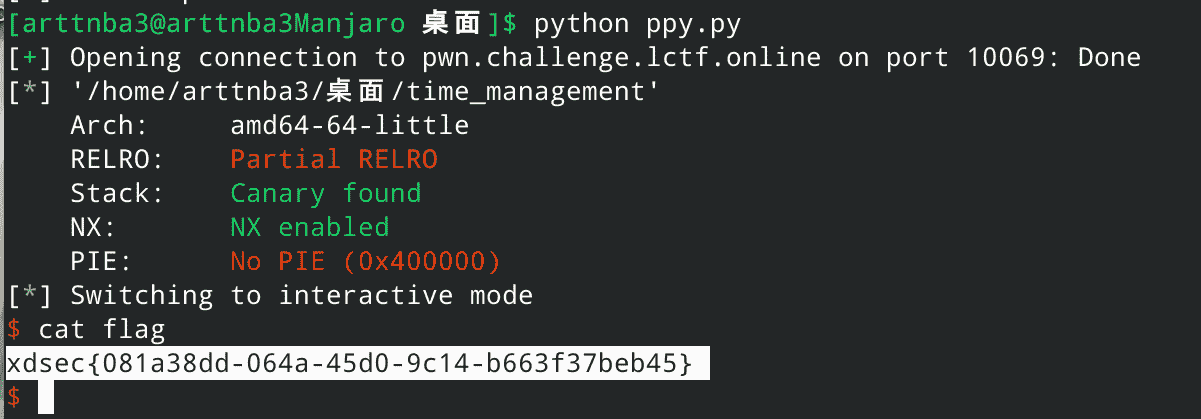 [arttnba3@arttnba3Manjaro 桌面]$ python ppy.py
[+] Opening connection to pwn.challenge.lctf.online on port 10069: Done
[*] '/home/arttnba3/桌面/time_management'
    Arch:     amd64-64-little
    RELRO:    Partial RELRO
    Stack:    Canary found
    NX:       NX enabled
    PIE:      No PIE (0x400000)
[*] Switching to interactive mode
$ cat flag
xdsec{081a38dd-064a-45d0-9c14-b663f37beb45}
$